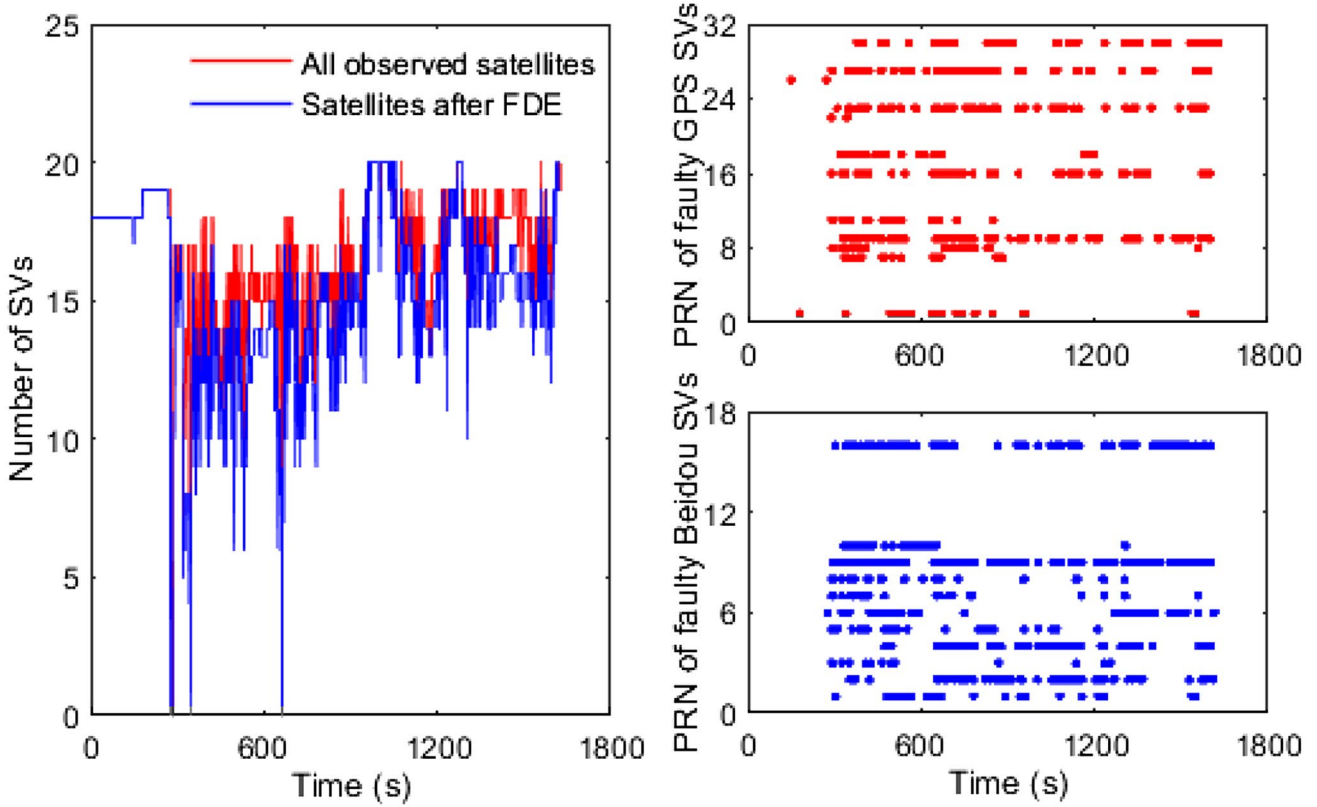 Number of SVs
25
20
15
10
5
0
All observed satellites
Satellites after FDE
0 600 1200 1800
Time (s)
PRN of faulty GPS SVs
32
24
16
8
0
0 600 1200 1800
PRN of faulty Beidou SVs
18
12
6
0
0 600 1200 1800
Time (s)